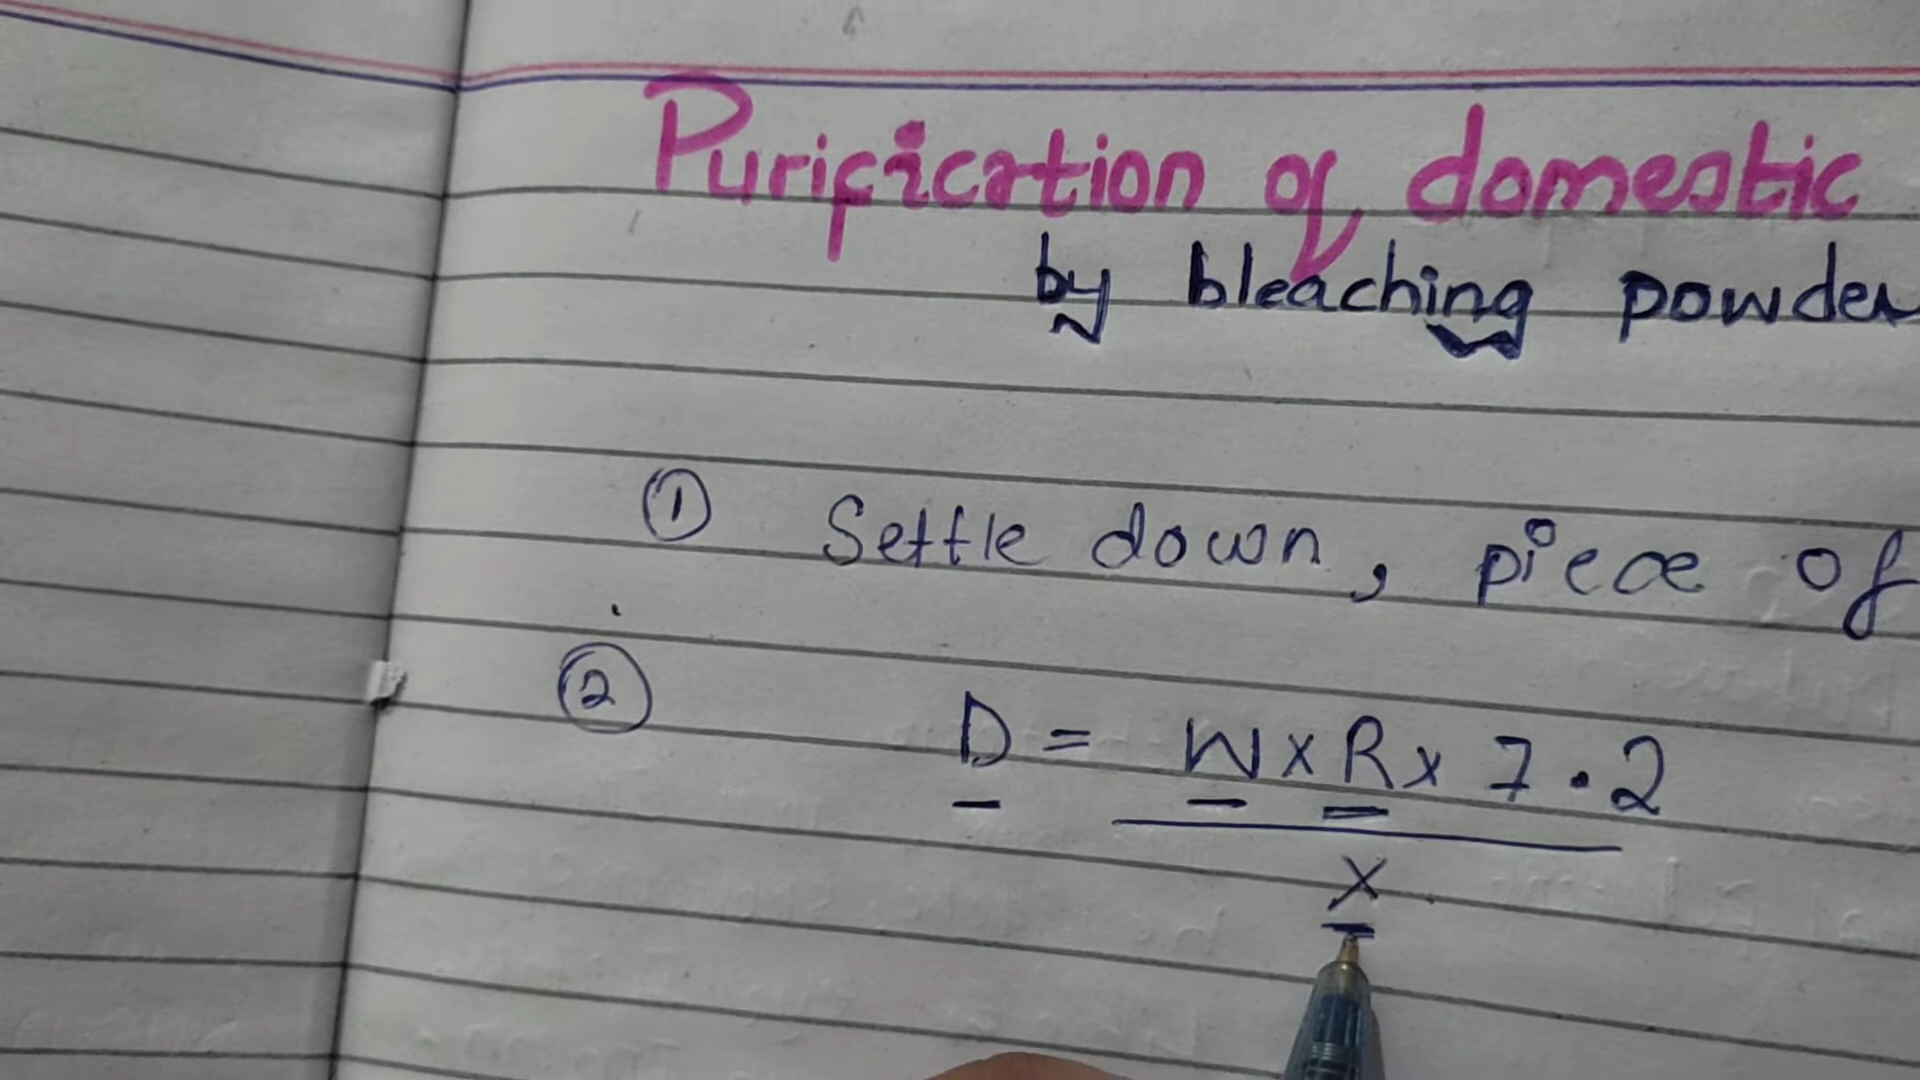 Purification of domestic
by bleaching powder
① Settle down, piece of
② D = W x R x 7.2
x